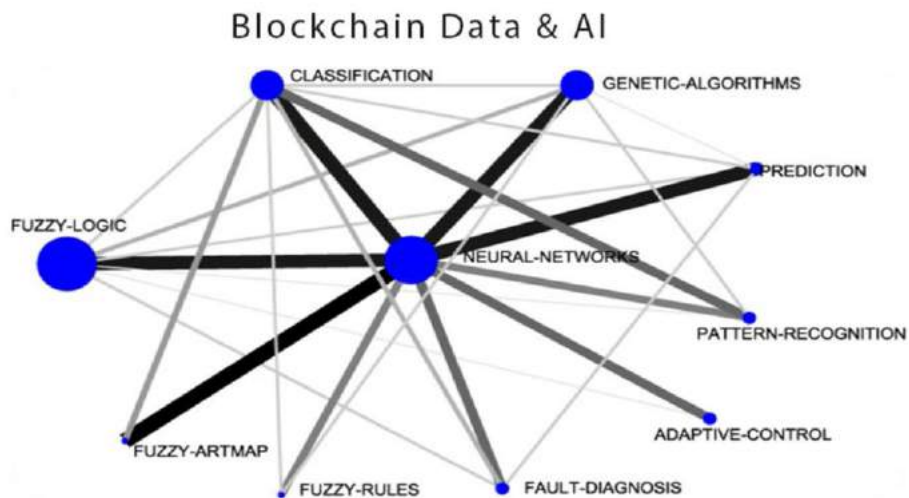 Blockchain Data & AI
CLASSIFICATION
GENETIC-ALGORITHMS
PREDICTION
FUZZY-LOGIC
NEURAL-NETWORKS
PATTERN-RECOGNITION
ADAPTIVE-CONTROL
FUZZY-ARTMAP
FUZZY-RULES
FAULT-DIAGNOSIS